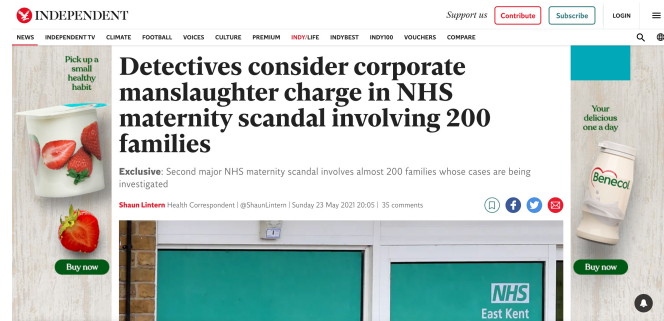 INDEPENDENT
Support us
Contribute
Subscribe
LOGIN
NEWS INDEPENDENT TV CLIMATE FOOTBALL VOICES CULTURE PREMIUM INDY/LIFE INDYBEST INDY100 VOUCHERS COMPARE
Pick up a
small
healthy
habit
Buy now
Detectives consider corporate
manslaughter charge in NHS
maternity scandal involving 200
families
Exclusive: Second major NHS maternity scandal involves almost 200 families whose cases are being
investigated
Shaun Lintern Health Correspondent | @ShaunLintern | Sunday 23 May 2021 20:05 | 35 comments
NHS
East Kent
Your
delicious
one a day
Benecol
Buy now